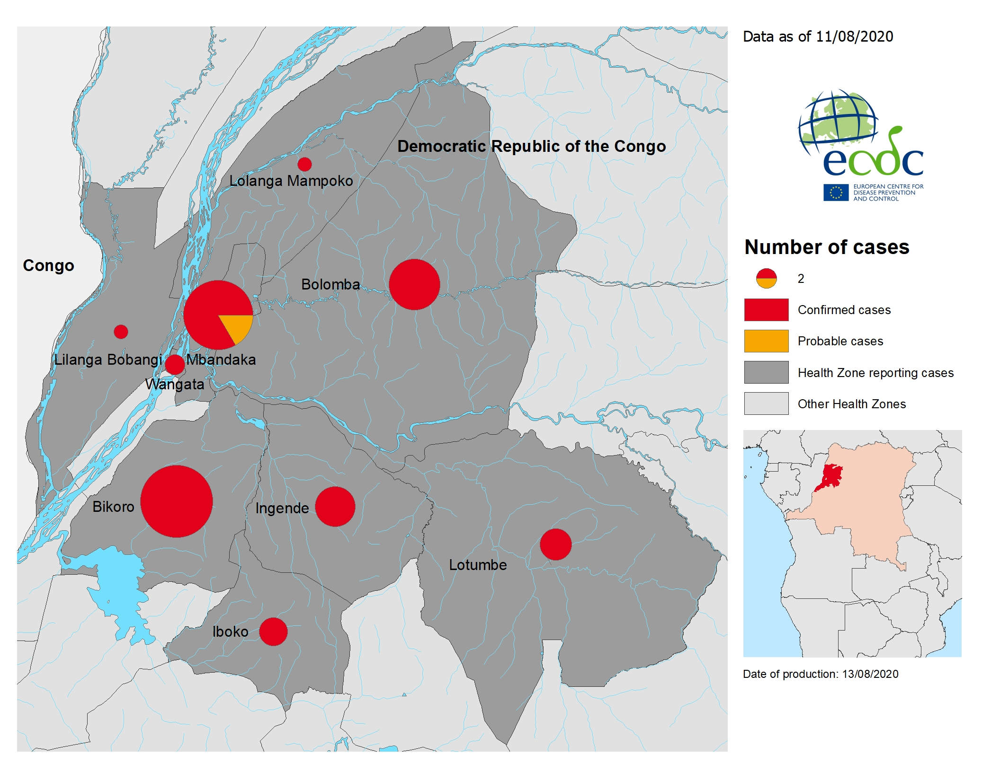 Data as of 11/08/2020
ecdc
EUROPEAN CENTRE FOR
DISEASE PREVENTION
AND CONTROL
Democratic Republic of the Congo
Lolanga Mampoko
Congo
Bolomba
Lilanga Bobangi
Mbandaka
Wangata
Bikoro
Ingende
Lotumbe
Iboko
Number of cases
2
Confirmed cases
Probable cases
Health Zone reporting cases
Other Health Zones
Date of production: 13/08/2020